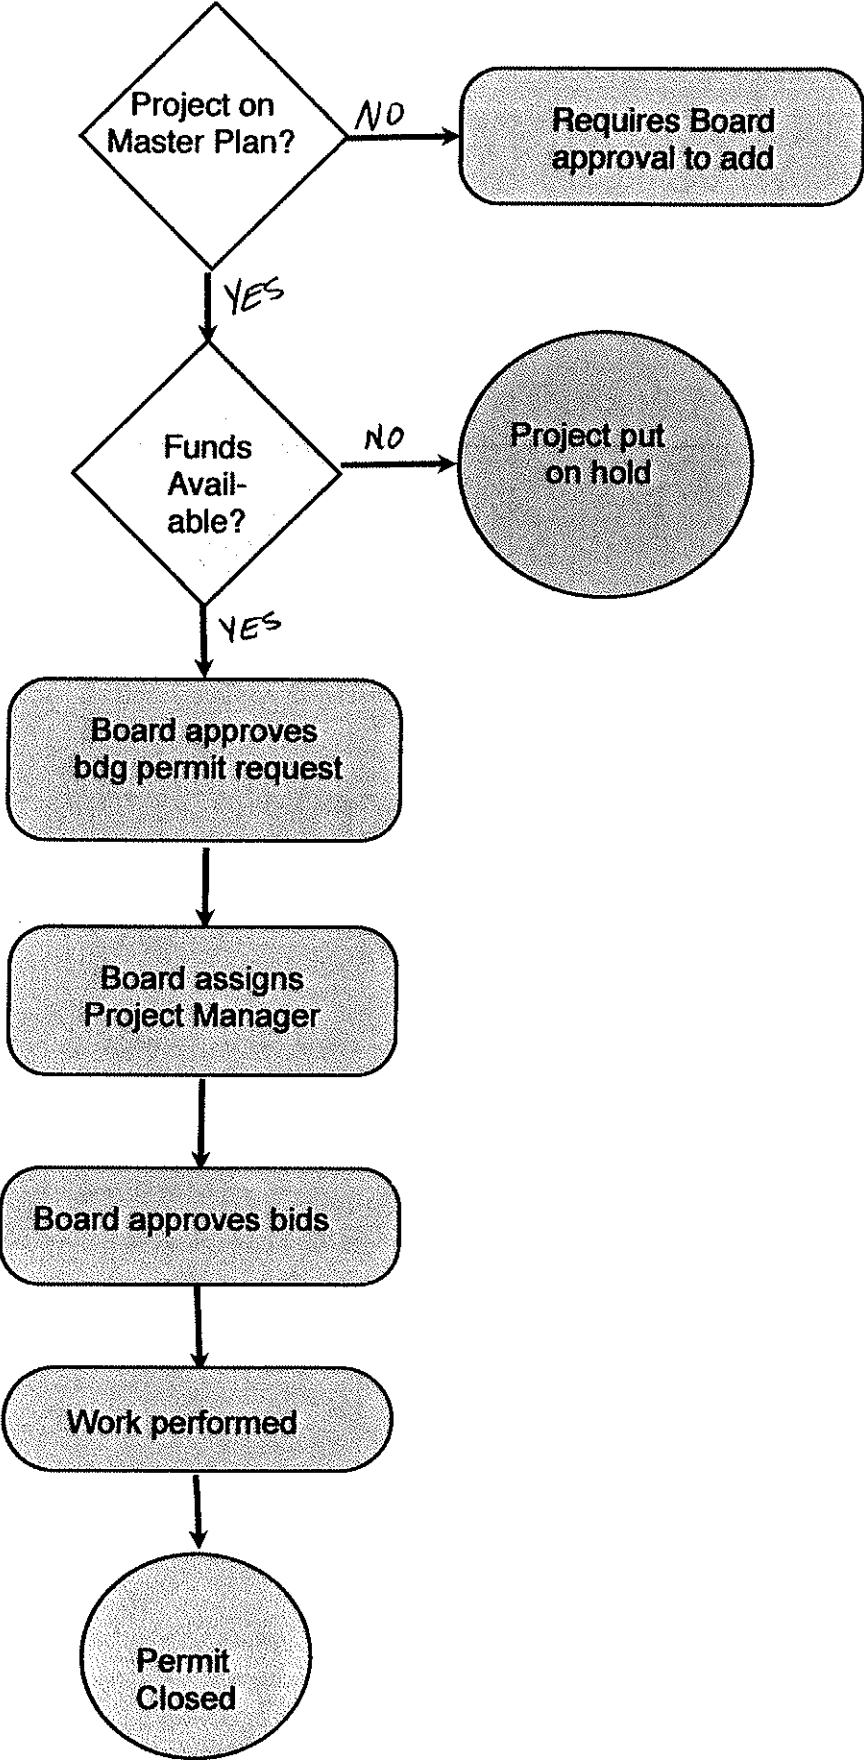 Project on
Master Plan?
NO
Requires Board
approval to add
YES
Funds
Avail-
able?
NO
Project put
on hold
YES
Board approves
bdg permit request
Board assigns
Project Manager
Board approves bids
Work performed
Permit
Closed